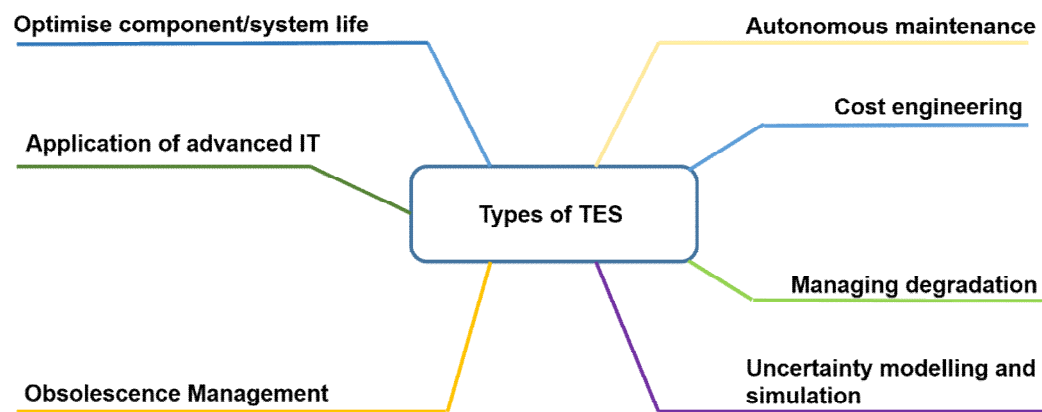 Optimise component/system life
Autonomous maintenance
Cost engineering
Application of advanced IT
Types of TES
Managing degradation
Uncertainty modelling and
simulation
Obsolescence Management